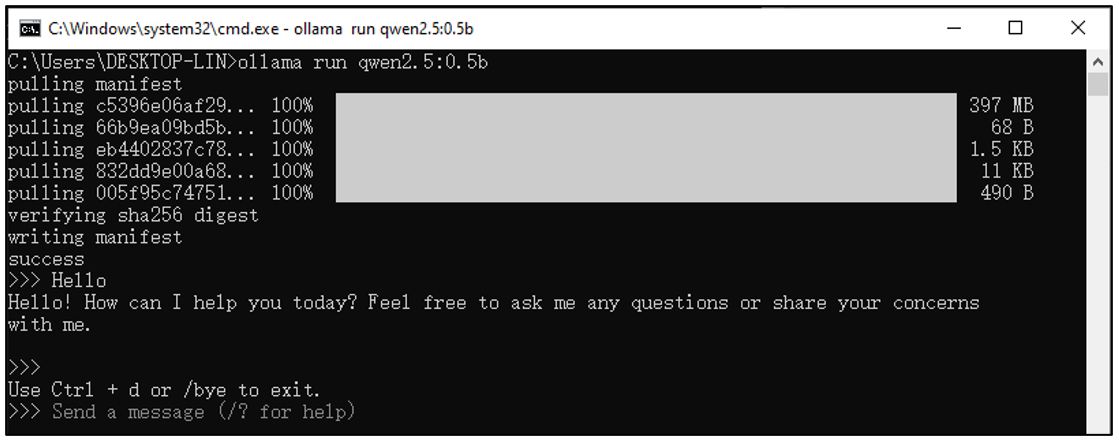 C:\Windows\system32\cmd.exe - ollama  run qwen2.5:0.5b
C:\Users\DESKTOP-LIN>ollama run qwen2.5:0.5b
pulling manifest
pulling c5396e06af29... 100% 397 MB
pulling 66b9ea09bd5b... 100% 68 B
pulling eb4402837c78... 100% 1.5 KB
pulling 832dd9e00a68... 100% 11 KB
pulling 005f95c74751... 100% 490 B
verifying sha256 digest
writing manifest
success
>>> Hello
Hello! How can I help you today? Feel free to ask me any questions or share your concerns
with me.
>>>
Use Ctrl + d or /bye to exit.
>>> Send a message (/? for help)